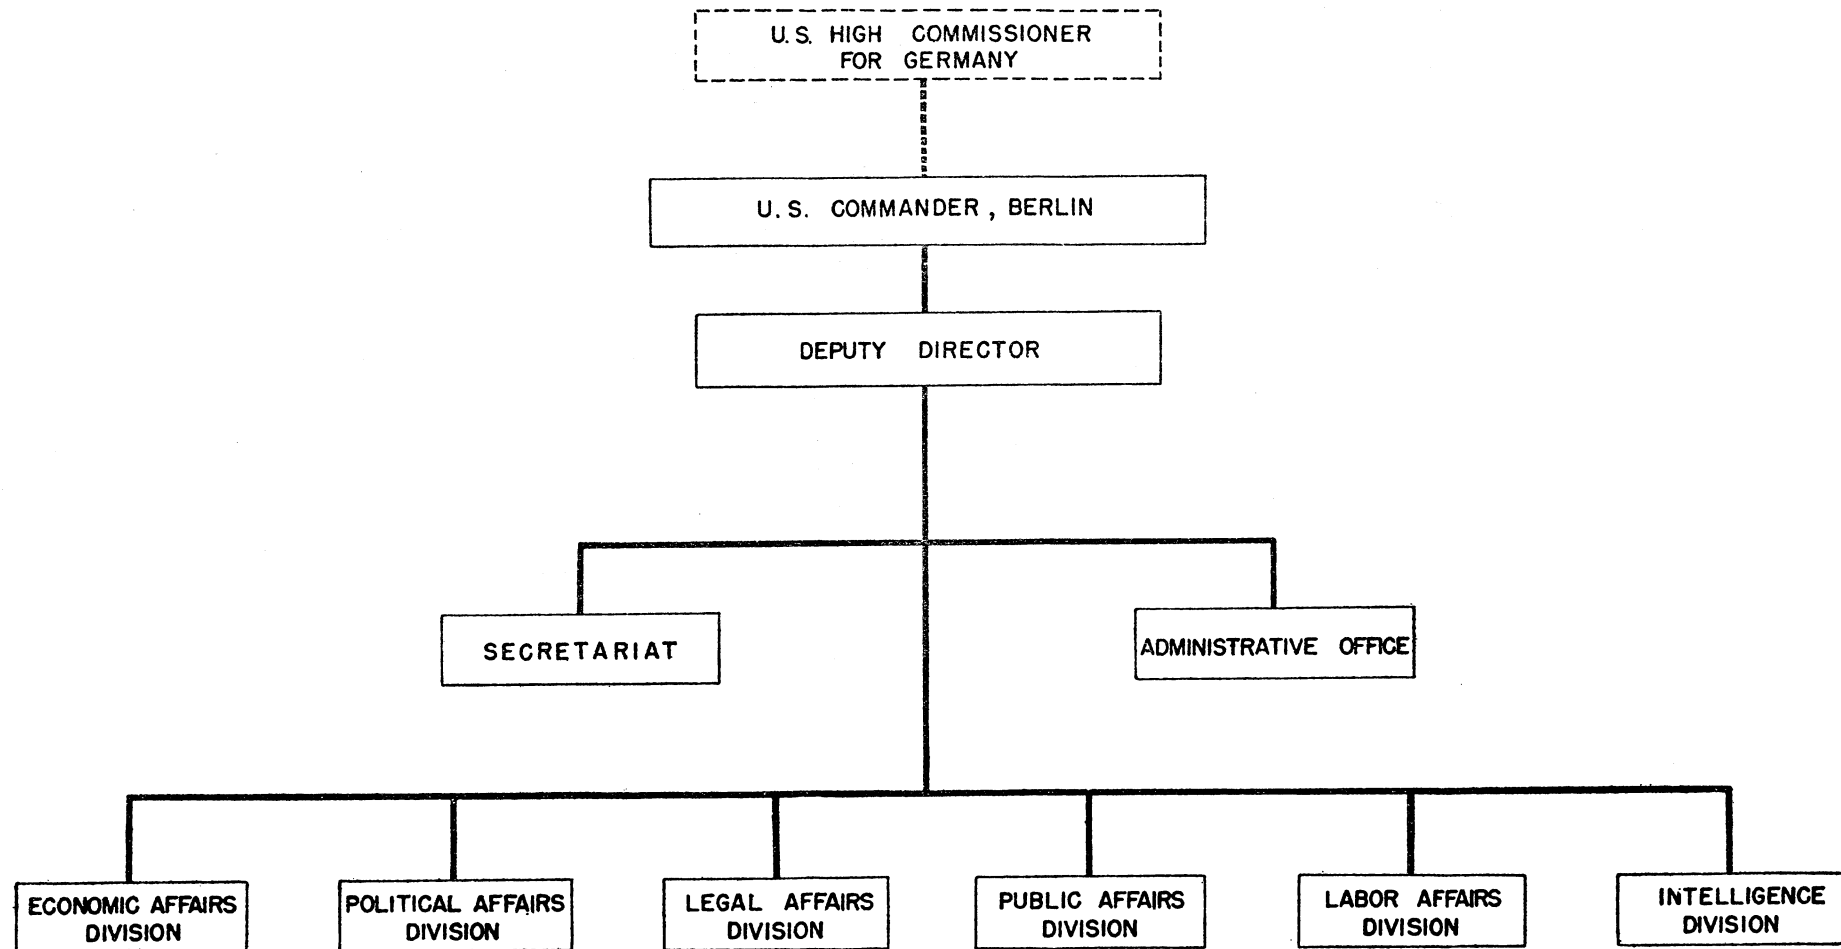 U.S. HIGH COMMISSIONER
FOR GERMANY
U.S. COMMANDER, BERLIN
DEPUTY DIRECTOR
SECRETARIAT
ADMINISTRATIVE OFFICE
ECONOMIC AFFAIRS
DIVISION
POLITICAL AFFAIRS
DIVISION
LEGAL AFFAIRS
DIVISION
PUBLIC AFFAIRS
DIVISION
LABOR AFFAIRS
DIVISION
INTELLIGENCE
DIVISION